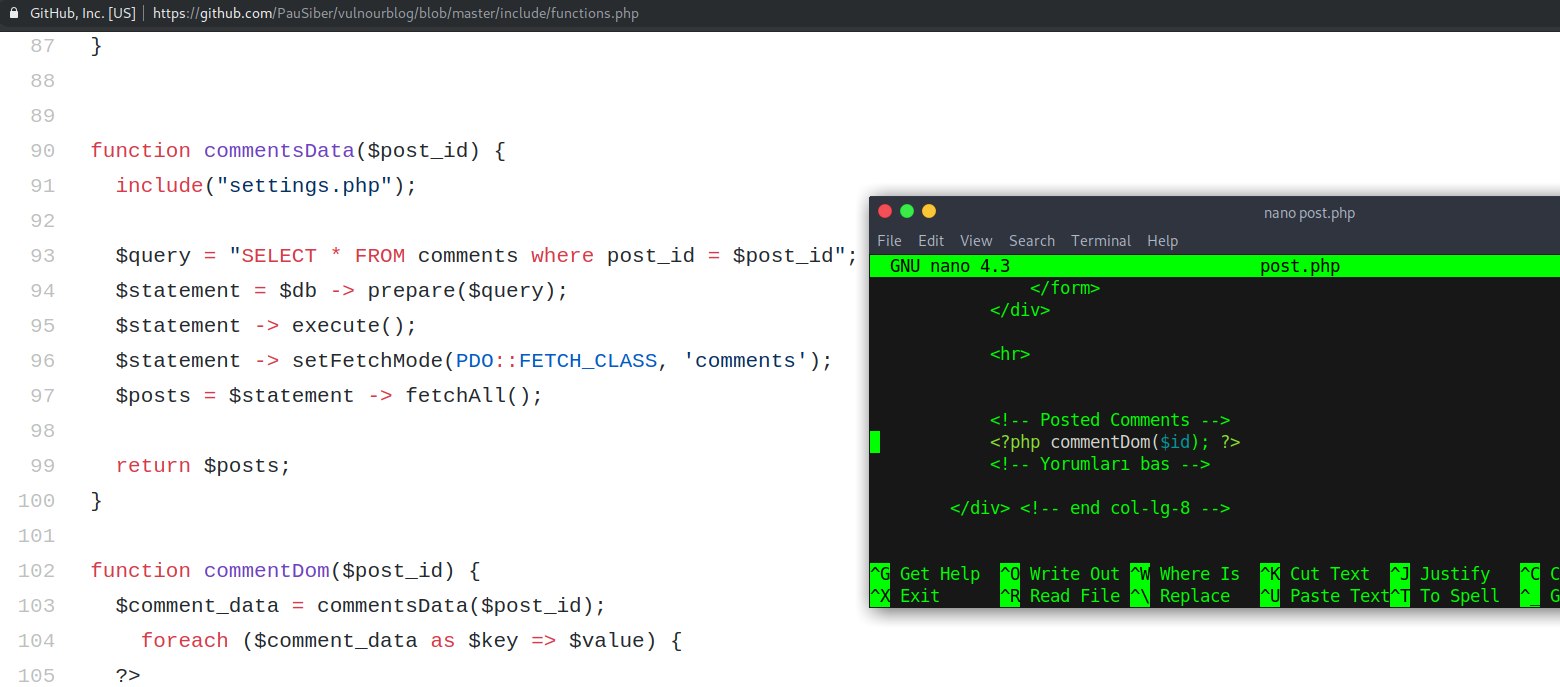 GitHub, Inc. [US] | https://github.com/PauSiber/vulnourblog/blob/master/include/functions.php
87 }
88
89
90 function commentsData($post_id) {
91 include("settings.php");
92
93 $query = "SELECT * FROM comments where post_id = $post_id";
94 $statement = $db -> prepare($query);
95 $statement -> execute();
96 $statement -> setFetchMode(PDO::FETCH_CLASS, 'comments');
97 $posts = $statement -> fetchAll();
98
99 return $posts;
100 }
101
102 function commentDom($post_id) {
103 $comment_data = commentsData($post_id);
104 foreach ($comment_data as $key => $value) {
105 ?>
nano post.php
File Edit View Search Terminal Help
GNU nano 4.3 post.php
</form>
</div>
<hr>
<!-- Posted Comments -->
<?php commentDom($id); ?>
<!-- Yorumları bas -->
</div> <!-- end col-lg-8 -->
^G Get Help ^O Write Out ^W Where Is ^K Cut Text ^J Justify ^C C
^X Exit ^R Read File ^\ Replace ^U Paste Text ^T To Spell ^_ G